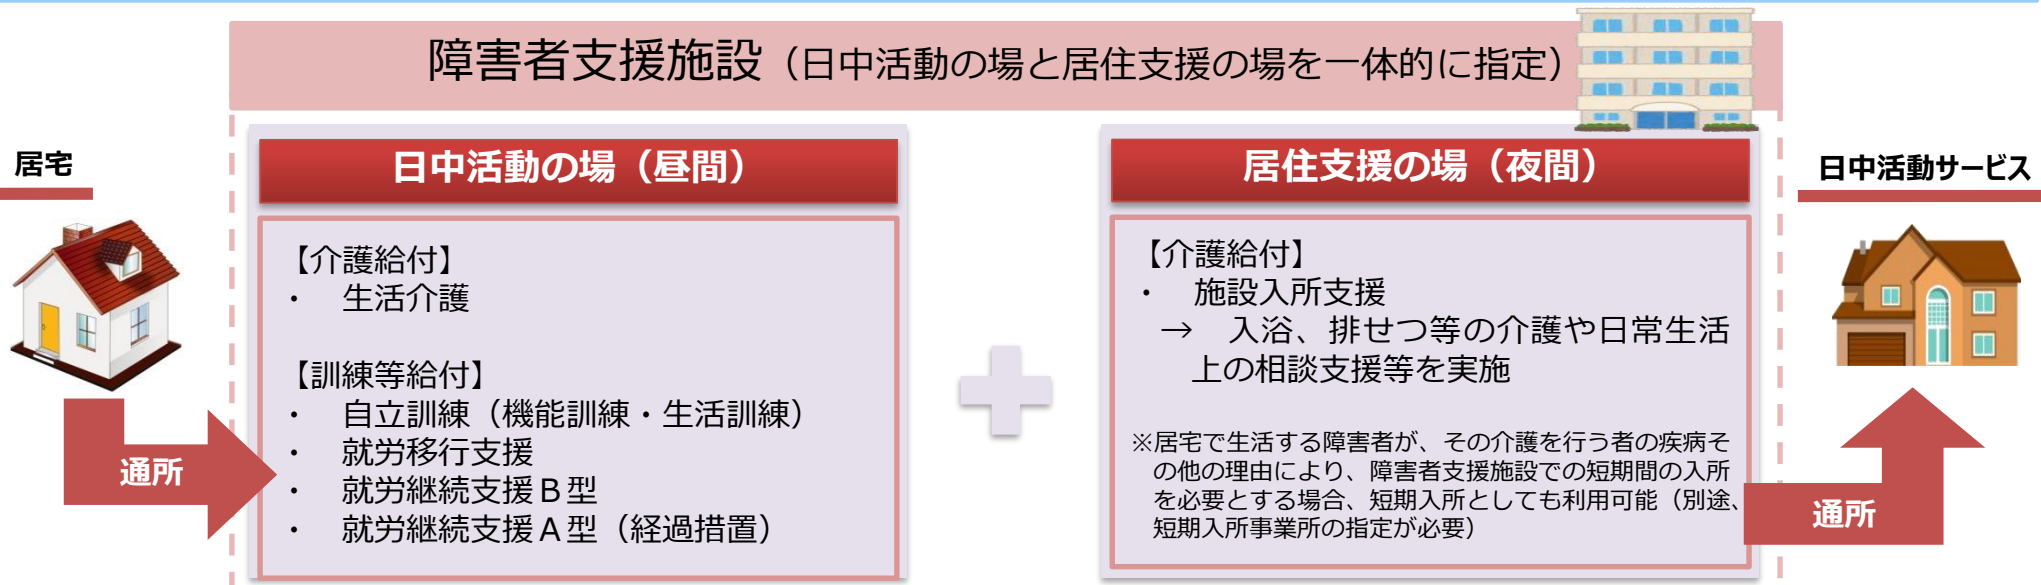 障害者支援施設（日中活動の場と居住支援の場を一体的に指定）
居宅
通所
日中活動の場（昼間）
【介護給付】
・　生活介護
【訓練等給付】
・　自立訓練（機能訓練・生活訓練）
・　就労移行支援
・　就労継続支援Ｂ型
・　就労継続支援Ａ型（経過措置）
居住支援の場（夜間）
【介護給付】
・　施設入所支援
→　入浴、排せつ等の介護や日常生活
上の相談支援等を実施
※居宅で生活する障害者が、その介護を行う者の疾病そ
の他の理由により、障害者支援施設での短期間の入所
を必要とする場合、短期入所としても利用可能（別途、
短期入所事業所の指定が必要）
日中活動サービス
通所